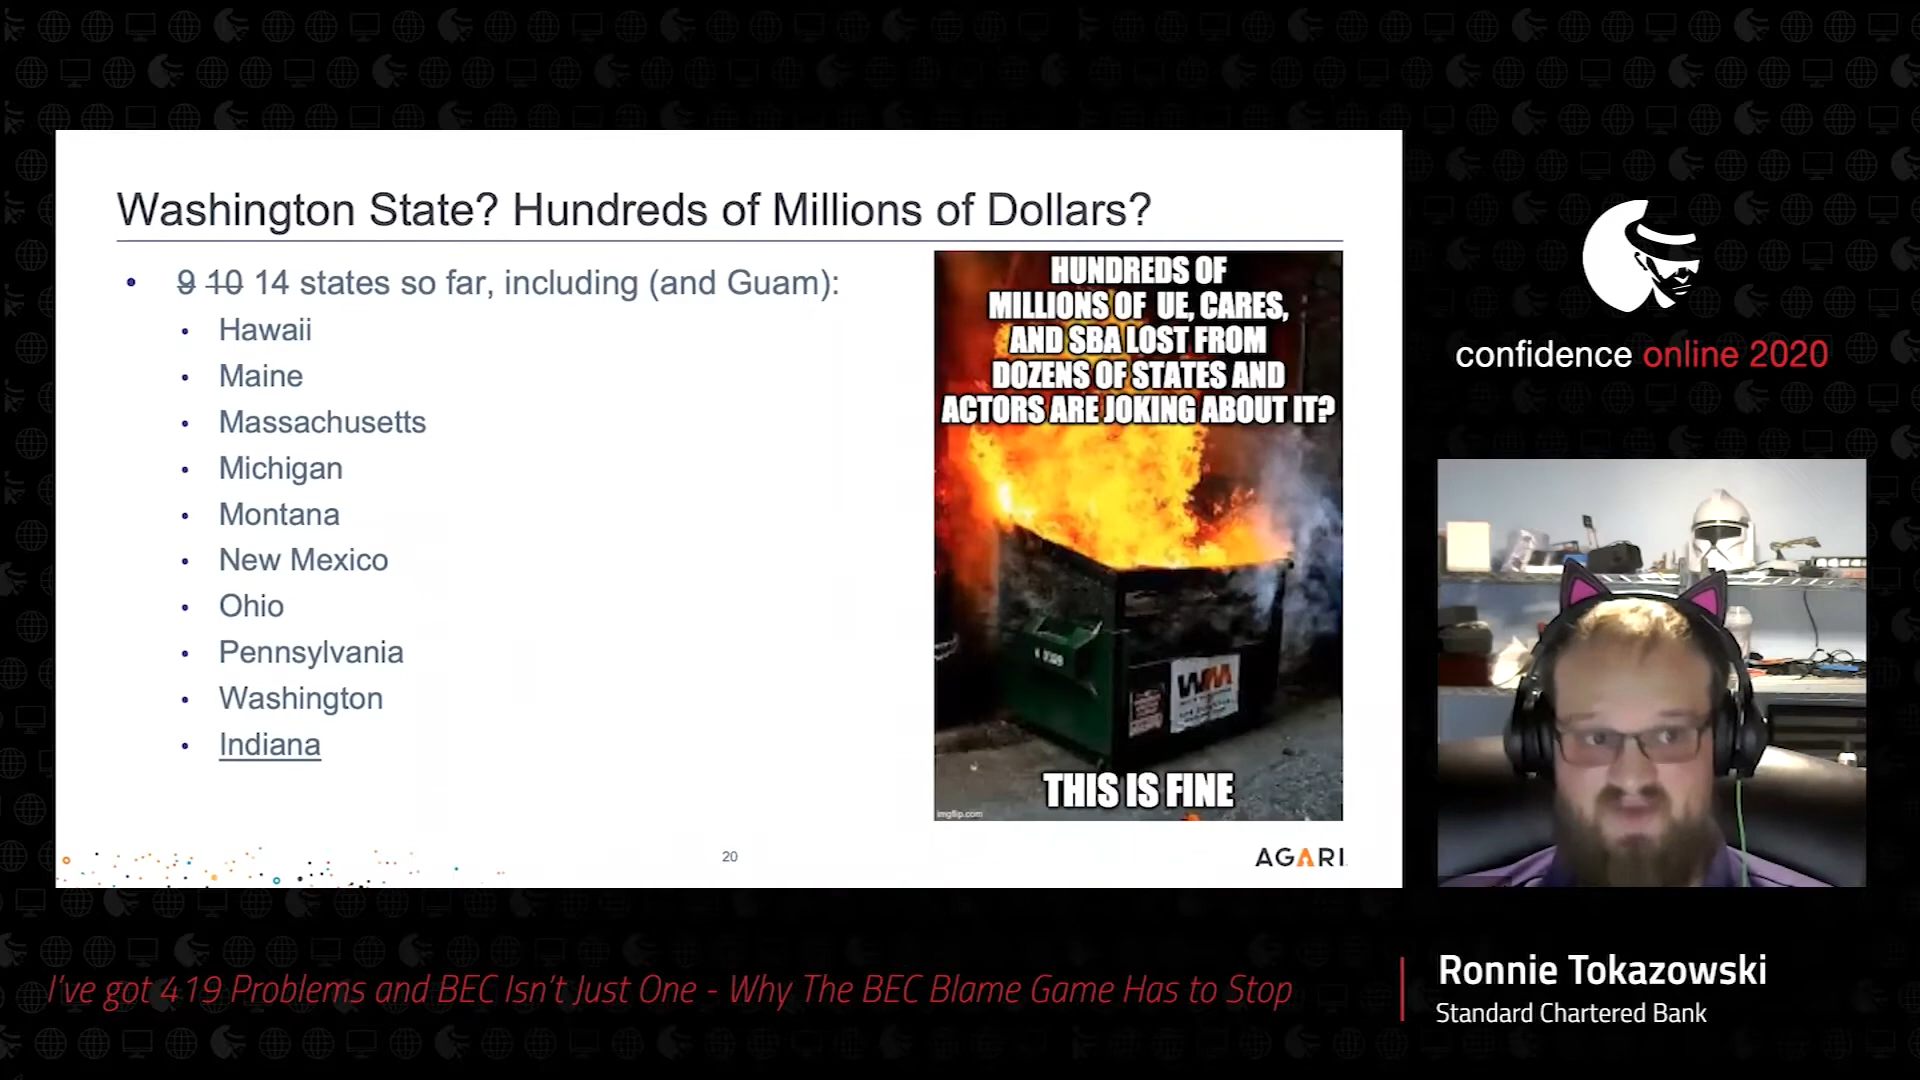 Washington State? Hundreds of Millions of Dollars?
• 9 10 14 states so far, including (and Guam):
• Hawaii
• Maine
• Massachusetts
• Michigan
• Montana
• New Mexico
• Ohio
• Pennsylvania
• Washington
• Indiana
HUNDREDS OF
MILLIONS OF UE, CARES,
AND SBA LOST FROM
DOZENS OF STATES AND
ACTORS ARE JOKING ABOUT IT?
WM
THIS IS FINE
imgflip.com
20
AGARI
confidence online 2020
I've got 419 Problems and BEC Isn't Just One - Why The BEC Blame Game Has to Stop
Ronnie Tokazowski
Standard Chartered Bank